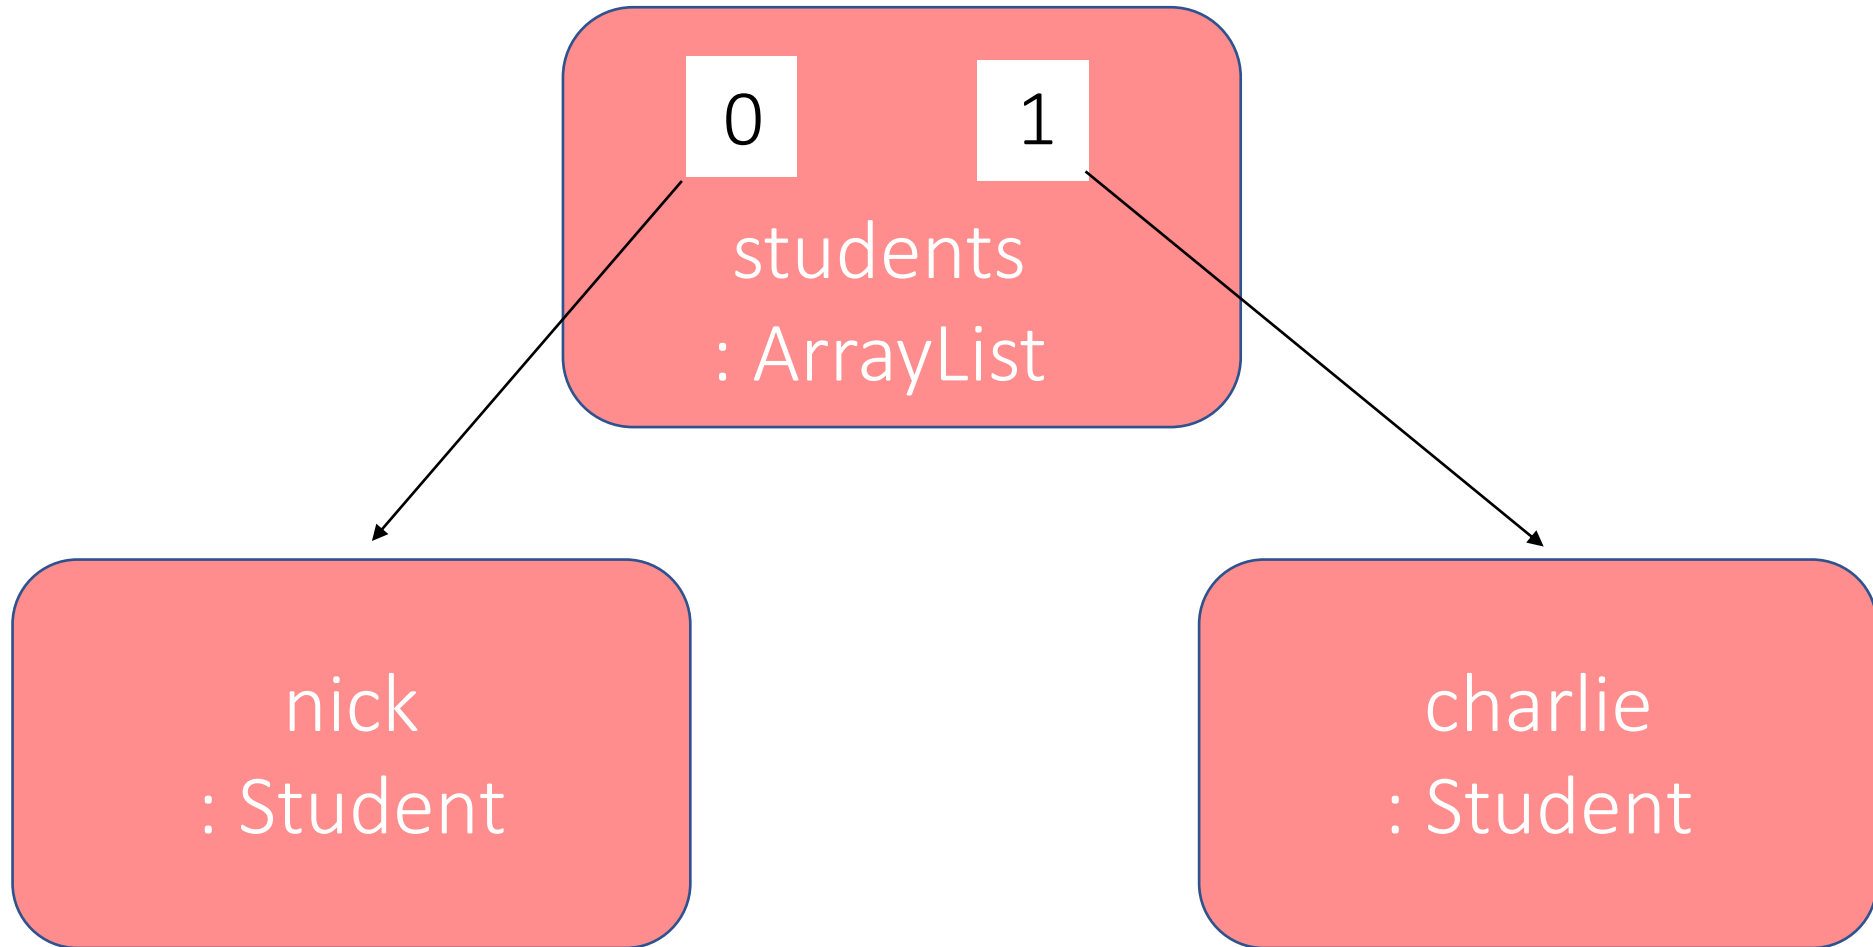 0 1
students
: ArrayList
nick
: Student
charlie
: Student